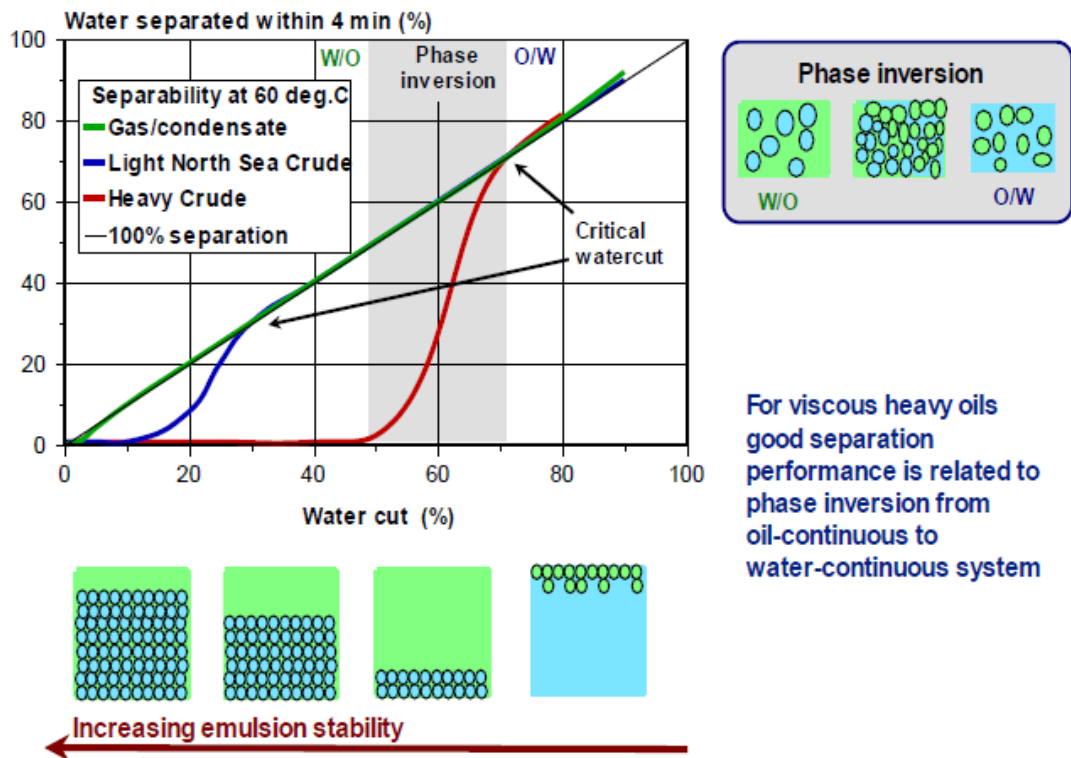 Water separated within 4 min (%)
100
80
60
40
20
0
W/O
Phase
inversion
O/W
Separability at 60 deg.C
Gas/condensate
Light North Sea Crude
Heavy Crude
100% separation
Critical
watercut
0
20
40
60
80
100
Water cut (%)
Phase inversion
W/O
O/W
For viscous heavy oils
good separation
performance is related to
phase inversion from
oil-continuous to
water-continuous system
Increasing emulsion stability